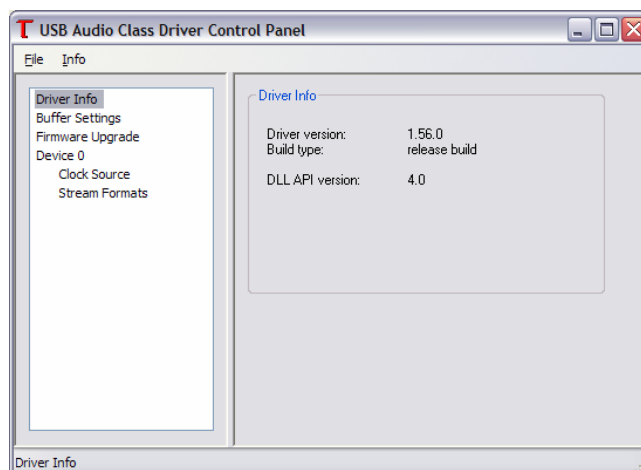 USB Audio Class Driver Control Panel
File Info
Driver Info
Buffer Settings
Firmware Upgrade
Device 0
Clock Source
Stream Formats
Driver Info
Driver version: 1.56.0
Build type: release build
DLL API version: 4.0
Driver Info